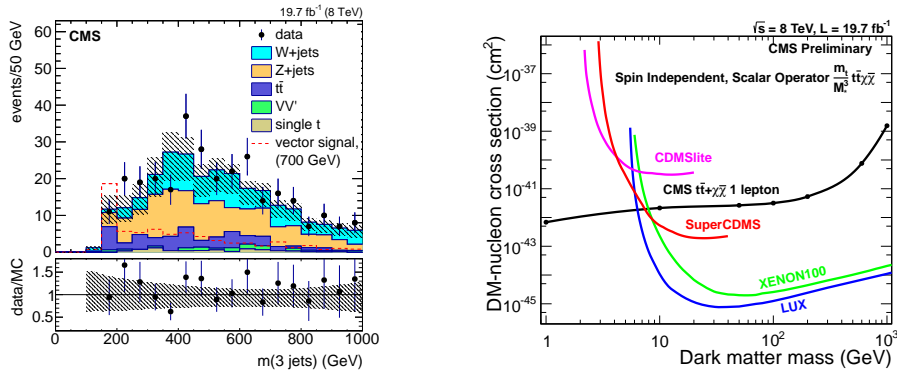 19.7 fb⁻¹ (8 TeV)
CMS
data
W+jets
Z+jets
tt̄
VV'
single t
vector signal,
(700 GeV)
events/50 GeV
60
50
40
30
20
10
0
data/MC
1.5
1
0.5
0 200 400 600 800 1000
m(3 jets) (GeV)
√s = 8 TeV, L = 19.7 fb⁻¹
CMS Preliminary
Spin Independent, Scalar Operator m_t/M_*³ tt̄χχ̄
DM-nucleon cross section (cm²)
10⁻³⁷
10⁻³⁹
10⁻⁴¹
10⁻⁴³
10⁻⁴⁵
CDMSlite
CMS tt̄+χχ̄ 1 lepton
SuperCDMS
XENON100
LUX
1 10 10² 10³
Dark matter mass (GeV)